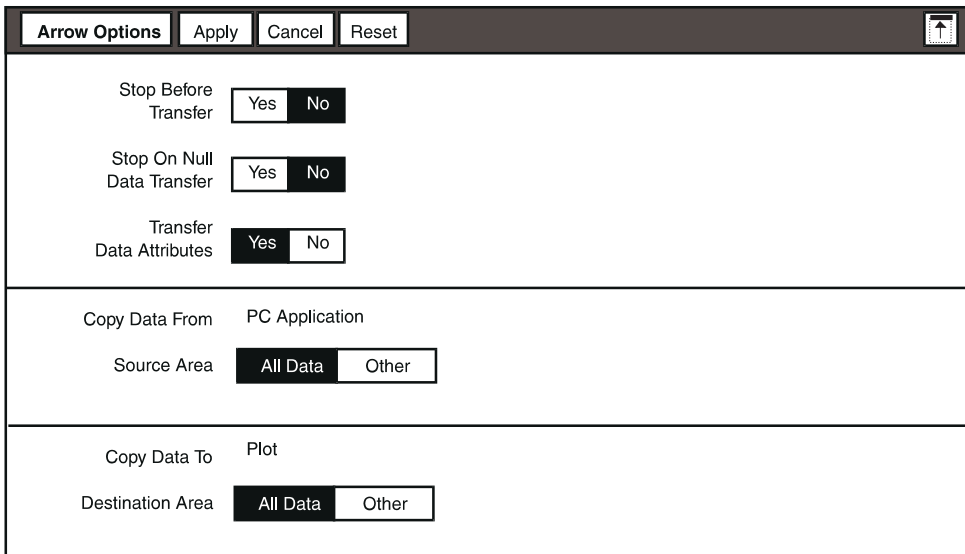 Arrow Options Apply Cancel Reset
Stop Before
Transfer
Yes No
Stop On Null
Data Transfer
Yes No
Transfer
Data Attributes
Yes No
Copy Data From PC Application
Source Area All Data Other
Copy Data To Plot
Destination Area All Data Other